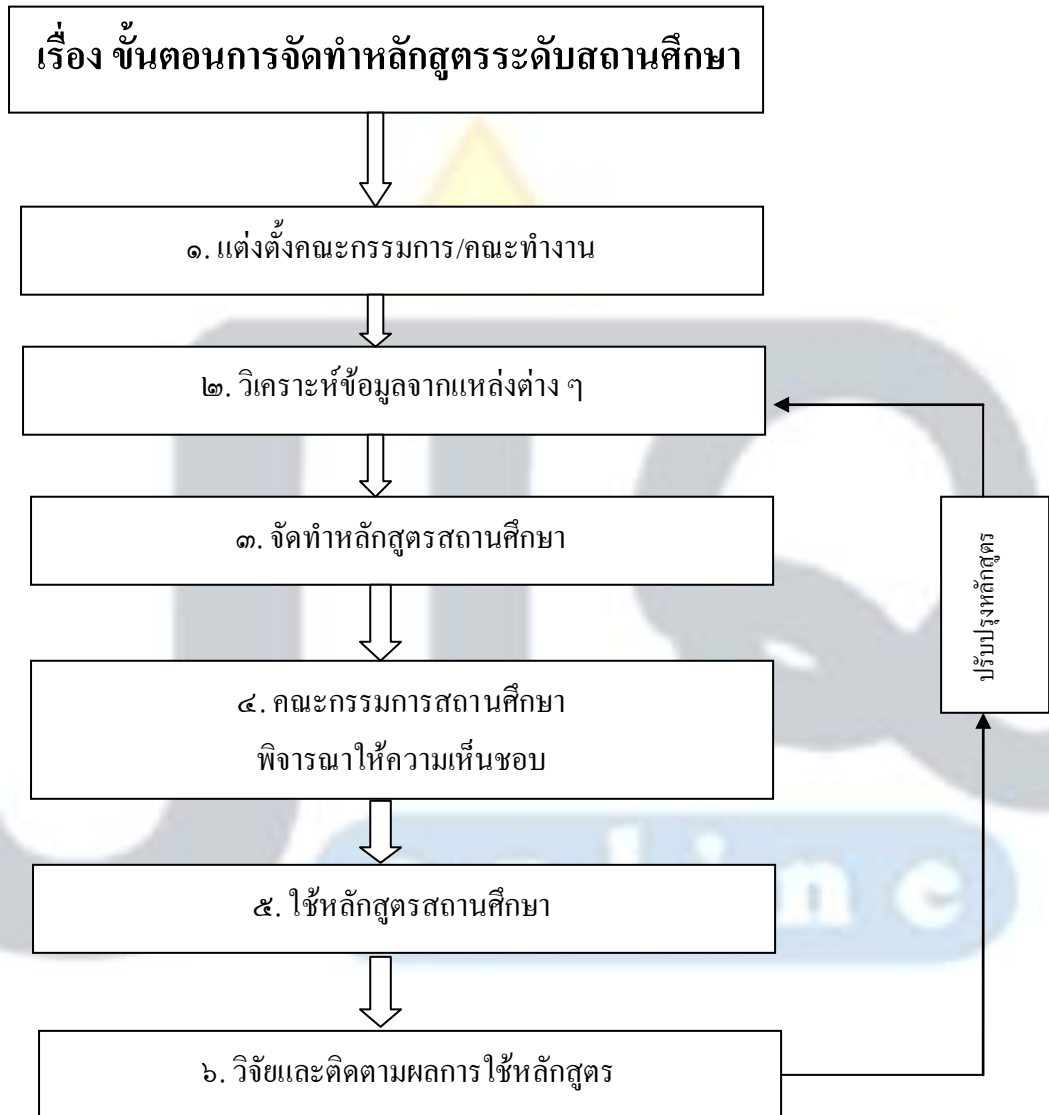 เรื่อง ขั้นตอนการจัดทำหลักสูตรระดับสถานศึกษา
๑. แต่งตั้งคณะกรรมการ/คณะทำงาน
๒. วิเคราะห์ข้อมูลจากแหล่งต่าง ๆ
๓. จัดทำหลักสูตรสถานศึกษา
ปรับปรุงหลักสูตร
๔. คณะกรรมการสถานศึกษา
พิจารณาให้ความเห็นชอบ
๕. ใช้หลักสูตรสถานศึกษา
๖. วิจัยและติดตามผลการใช้หลักสูตร